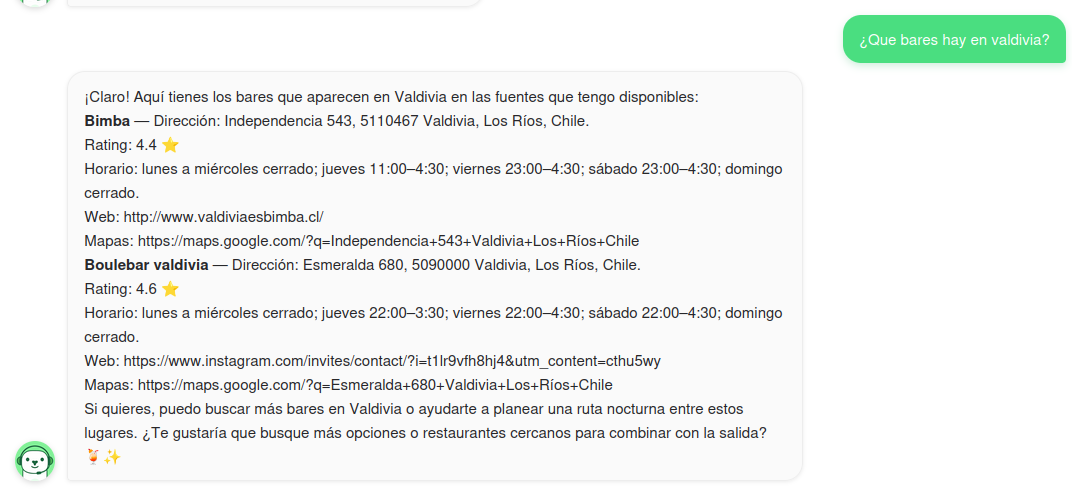 ¿Que bares hay en valdivia?
¡Claro! Aquí tienes los bares que aparecen en Valdivia en las fuentes que tengo disponibles:
Bimba — Dirección: Independencia 543, 5110467 Valdivia, Los Ríos, Chile.
Rating: 4.4 ⭐
Horario: lunes a miércoles cerrado; jueves 11:00–4:30; viernes 23:00–4:30; sábado 23:00–4:30; domingo
cerrado.
Web: http://www.valdiviaesbimba.cl/
Mapas: https://maps.google.com/?q=Independencia+543+Valdivia+Los+Ríos+Chile
Boulebar valdivia — Dirección: Esmeralda 680, 5090000 Valdivia, Los Ríos, Chile.
Rating: 4.6 ⭐
Horario: lunes a miércoles cerrado; jueves 22:00–3:30; viernes 22:00–4:30; sábado 22:00–4:30; domingo
cerrado.
Web: https://www.instagram.com/invites/contact/?i=t1lr9vfh8hj4&utm_content=cthu5wy
Mapas: https://maps.google.com/?q=Esmeralda+680+Valdivia+Los+Ríos+Chile
Si quieres, puedo buscar más bares en Valdivia o ayudarte a planear una ruta nocturna entre estos
lugares. ¿Te gustaría que busque más opciones o restaurantes cercanos para combinar con la salida?
🍹✨